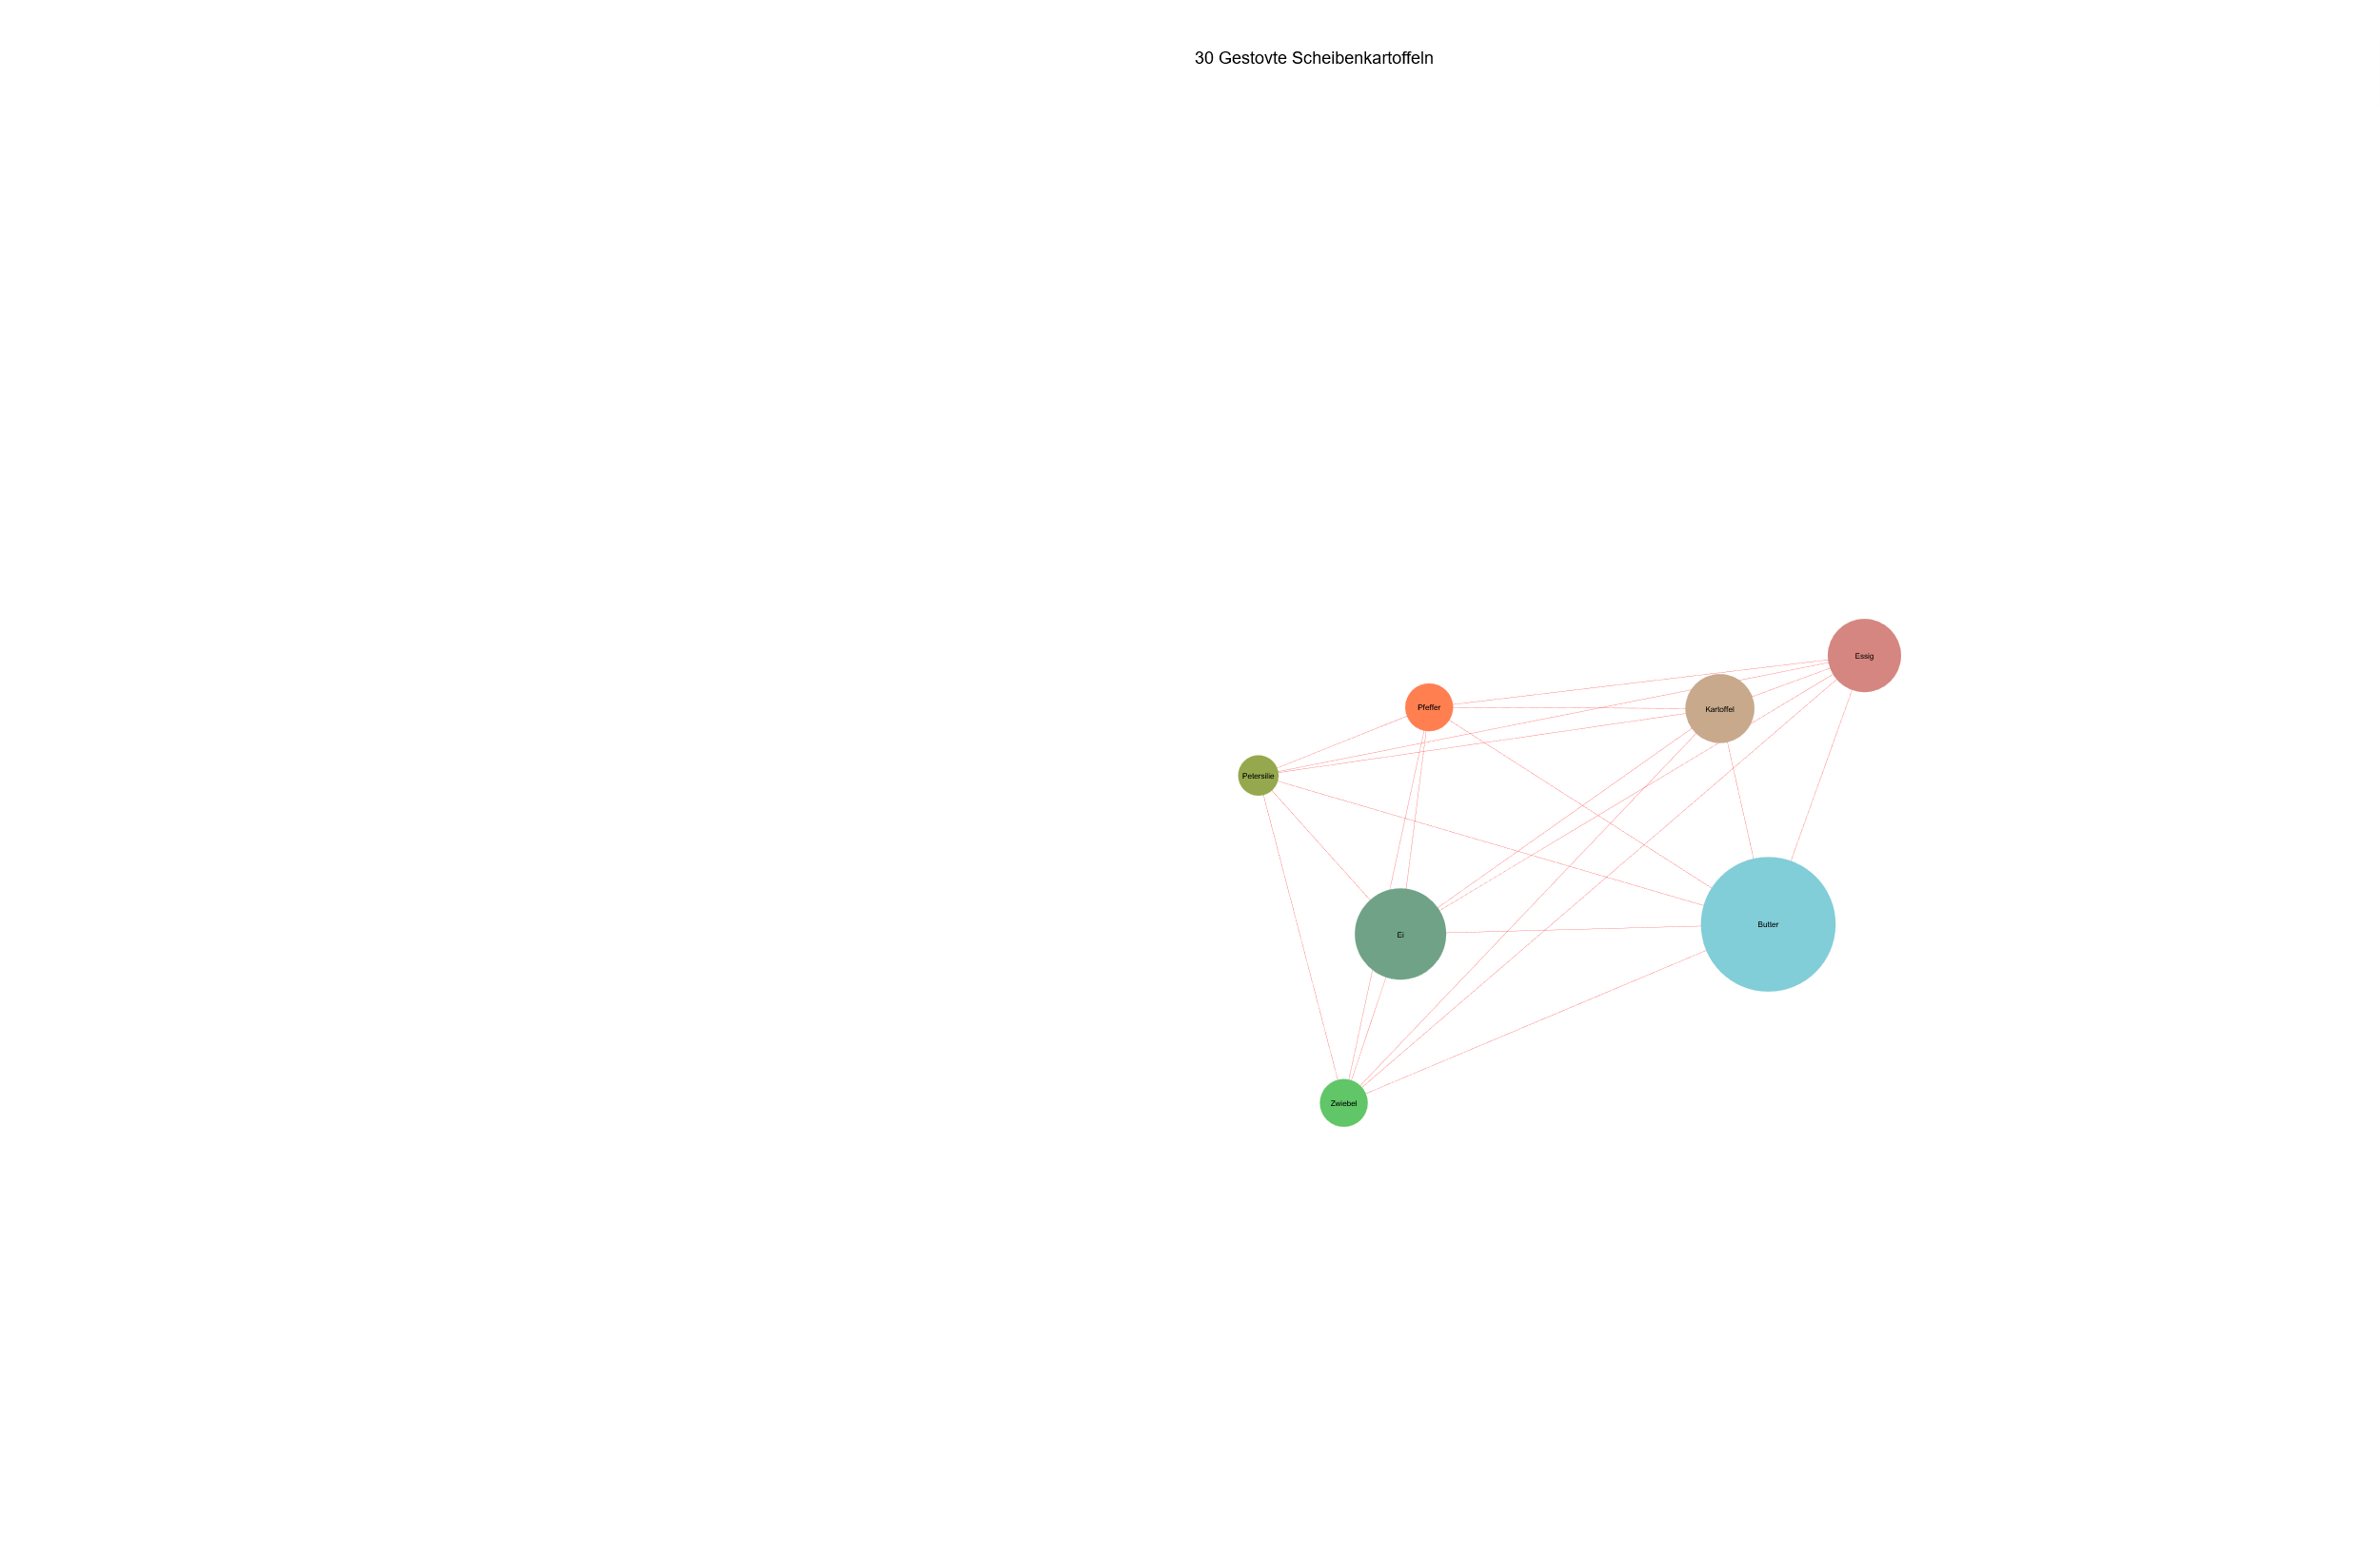 30 Gestovte Scheibenkartoffeln
Essig
Pfeffer
Kartoffel
Petersilie
Butter
Ei
Zwiebel